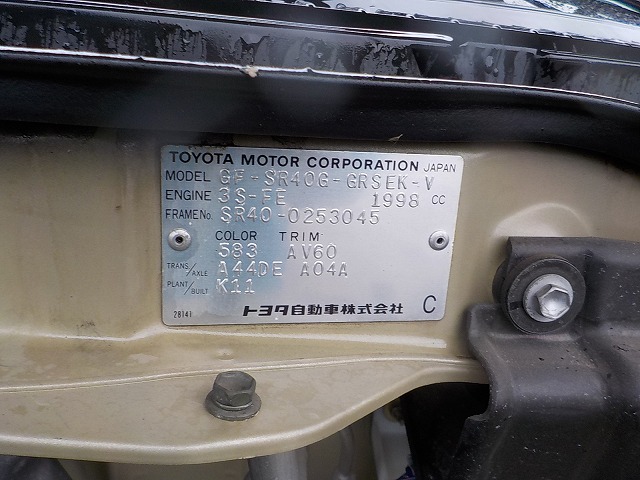 TOYOTA MOTOR CORPORATION JAPAN
MODEL GF-SR40G-GRSEK-V
ENGINE 3S-FE 1998 CC
FRAME No. SR40-0253045
COLOR TRIM
583 AV60
TRANS/AXLE A44DE A04A
PLANT/BUILT K11
28141 トヨタ自動車株式会社 C